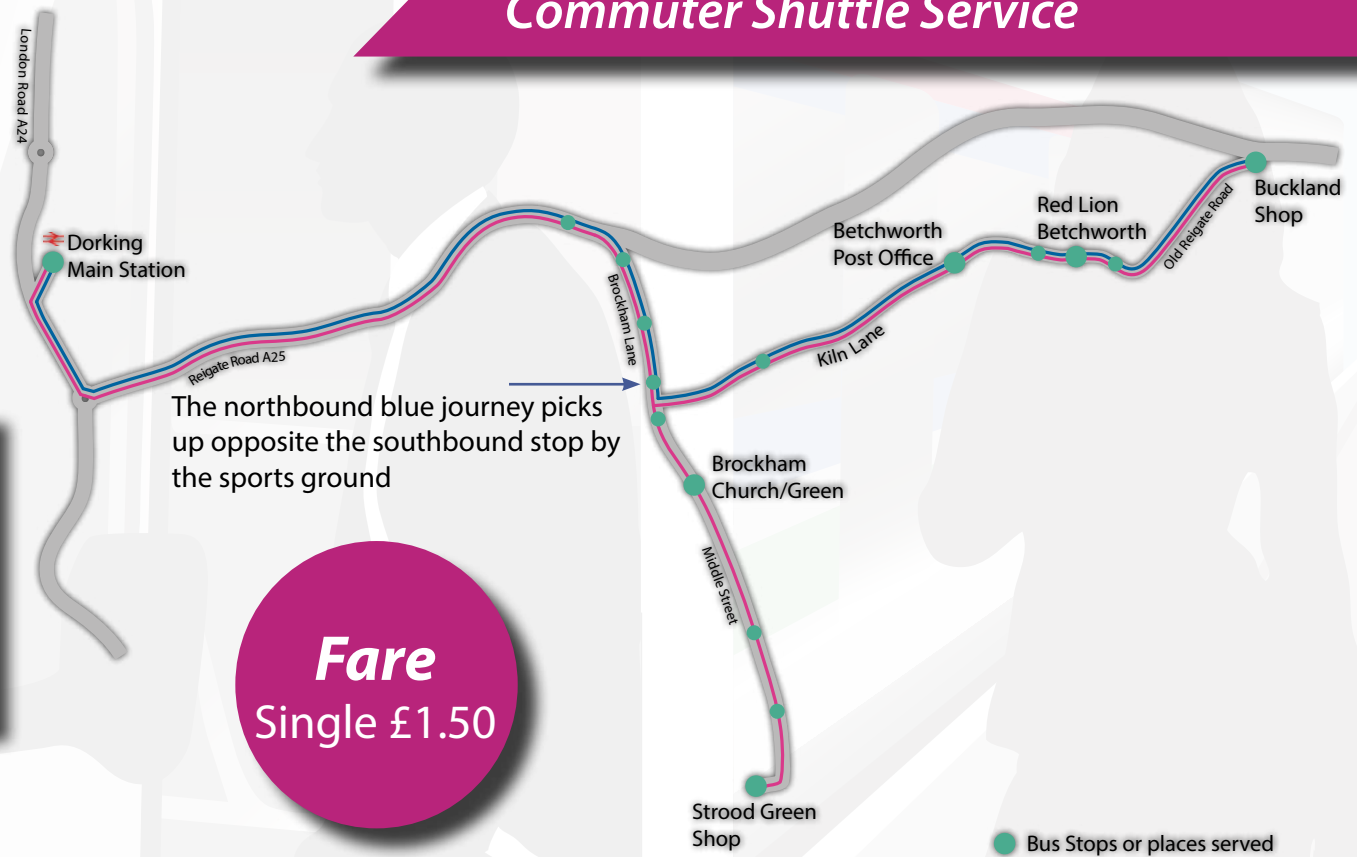 Commuter Shuttle Service
London Road A24
Dorking
Main Station
Reigate Road A25
Brockham Lane
Betchworth
Post Office
Red Lion
Betchworth
Buckland
Shop
Old Reigate Road
Kiln Lane
The northbound blue journey picks
up opposite the southbound stop by
the sports ground
Brockham
Church/Green
Middle Street
Fare
Single £1.50
Strood Green
Shop
Bus Stops or places served